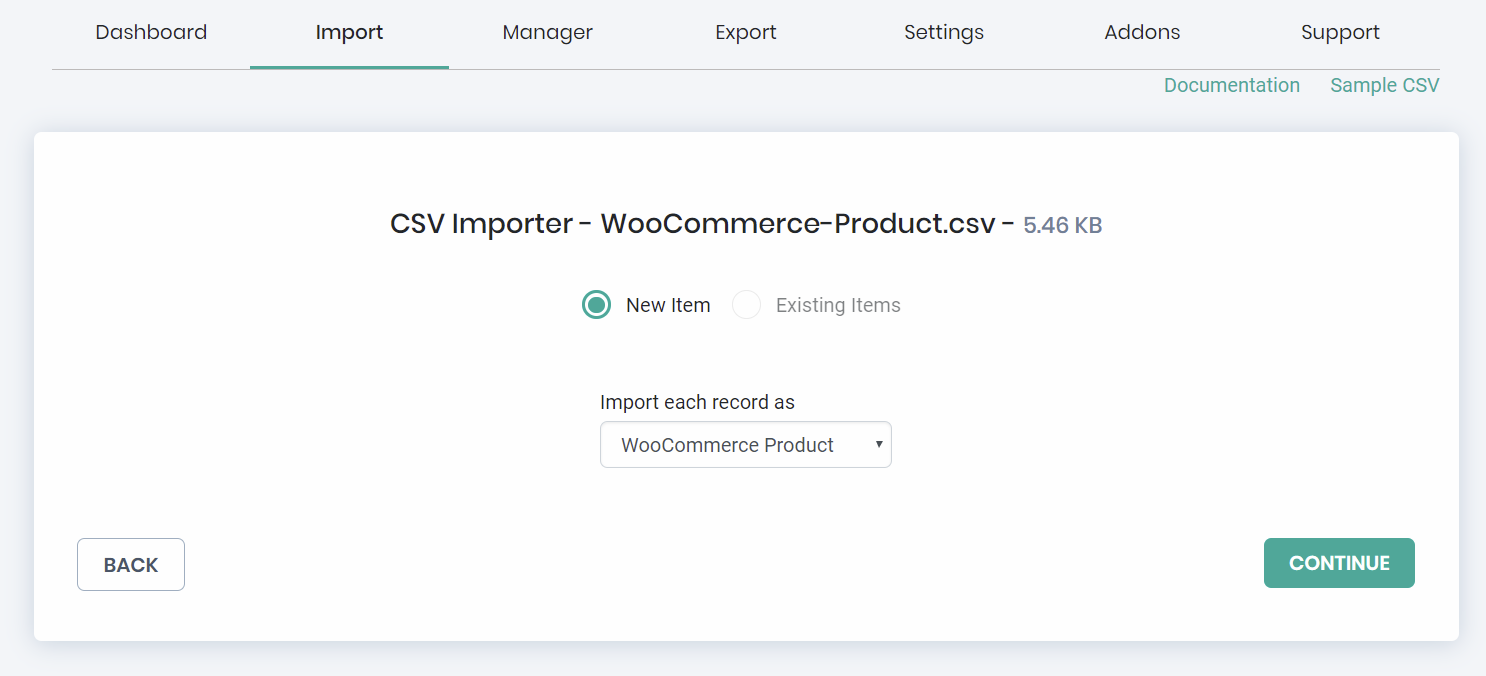 Dashboard Import Manager Export Settings Addons Support
Documentation Sample CSV
CSV Importer - WooCommerce-Product.csv - 5.46 KB
New Item Existing Items
Import each record as
WooCommerce Product
BACK CONTINUE